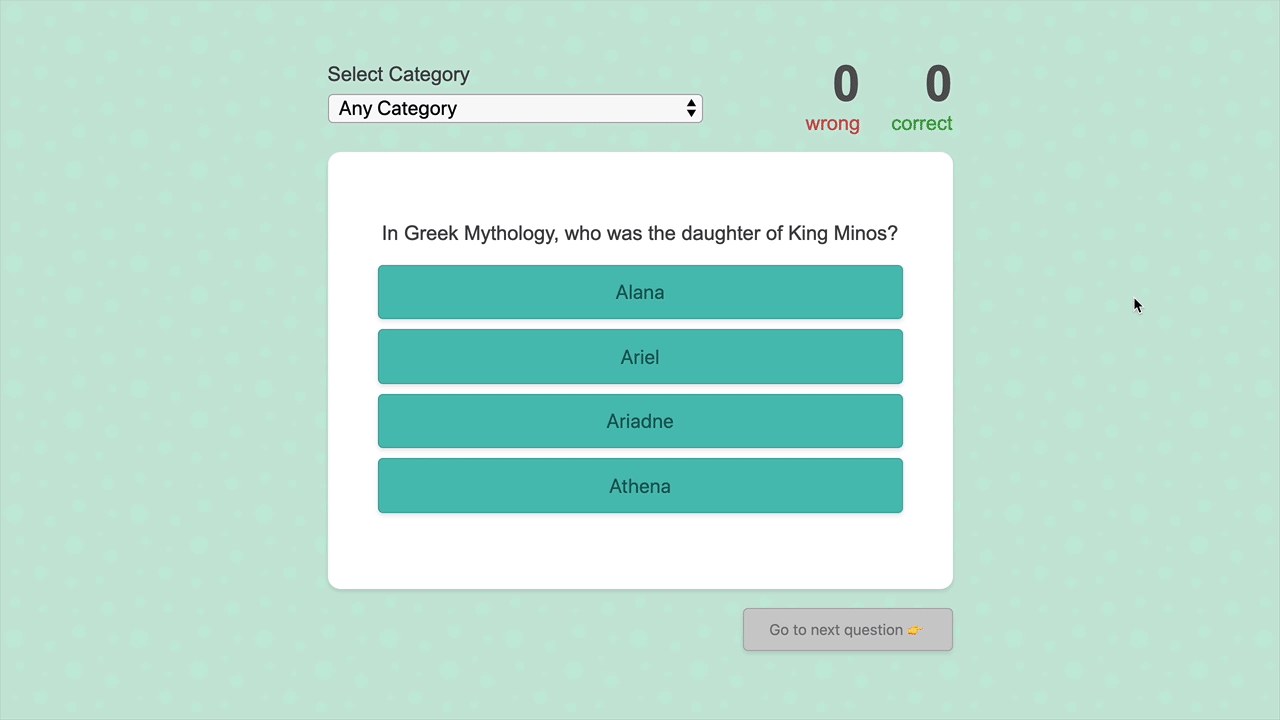 Select Category
Any Category
0 0
wrong correct
In Greek Mythology, who was the daughter of King Minos?
Alana
Ariel
Ariadne
Athena
Go to next question 👉